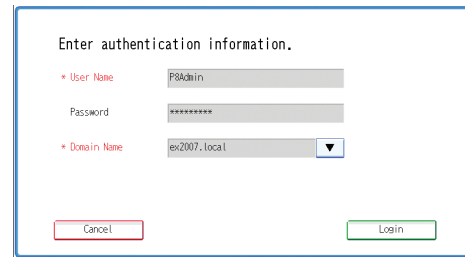 Enter authentication information.
* User Name P8Admin
Password *********
* Domain Name ex2007.local ▼
Cancel Login